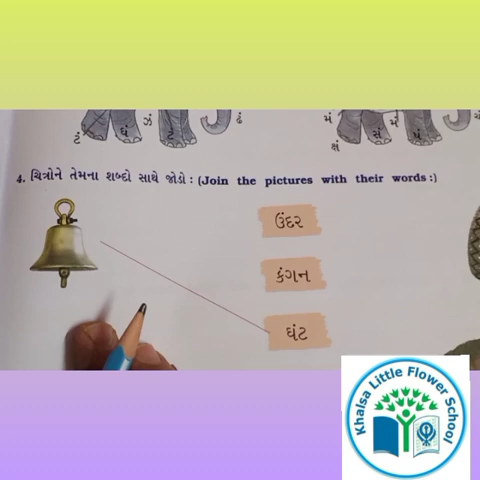 ટં ઘં ઝં ટં ઢં મં સં મં પં
ક્ષં
4. ચિત્રોને તેમના શબ્દો સાથે જોડો : (Join the pictures with their words:)
ઉંદર
કંગન
ઘંટ
Khalsa Little Flower School